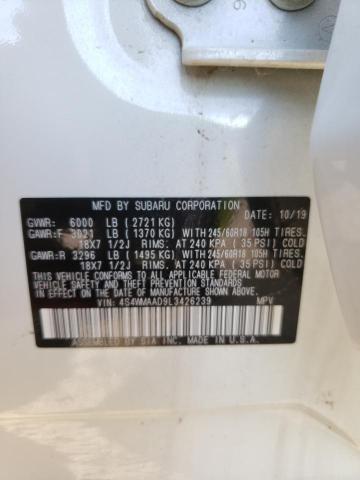 9
MFD BY SUBARU CORPORATION DATE: 10/19
GVWR: 6000 LB ( 2721 KG)
GAWR:F 3021 LB ( 1370 KG) WITH 245/60R18 105H TIRES.
18X7 1/2J RIMS. AT 240 KPA ( 35 PSI) COLD
GAWR:R 3296 LB ( 1495 KG) WITH 245/60R18 105H TIRES.
18X7 1/2J RIMS. AT 240 KPA ( 35 PSI) COLD
THIS VEHICLE CONFORMS TO ALL APPLICABLE FEDERAL MOTOR
VEHICLE SAFETY STANDARDS IN EFFECT ON THE DATE OF
MANUFACTURE SHOWN ABOVE.
VIN: 4S4WMAAD9L3426239 MPV
ASSEMBLED BY SIA INC. MADE IN U.S.A.